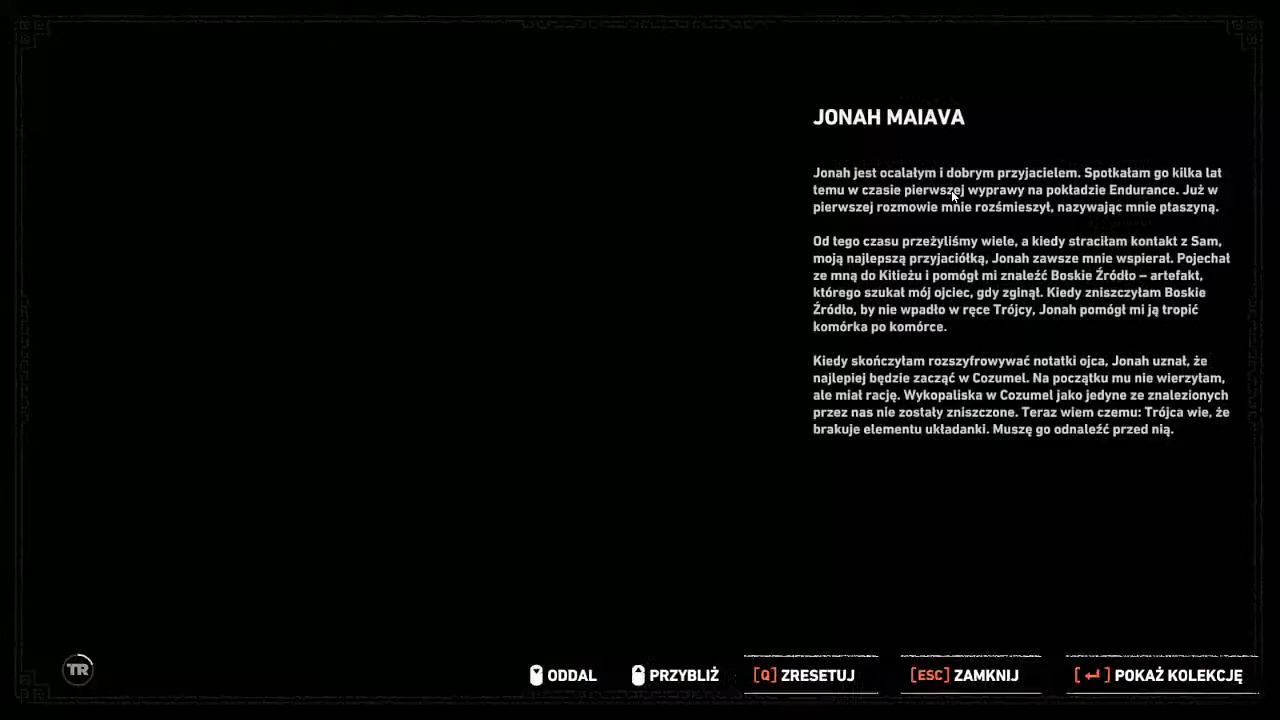 JONAH MAIAVA
Jonah jest ocalałym i dobrym przyjacielem. Spotkałam go kilka lat
temu w czasie pierwszej wyprawy na pokładzie Endurance. Już w
pierwszej rozmowie mnie rozśmieszył, nazywając mnie ptaszyną.
Od tego czasu przeżyliśmy wiele, a kiedy straciłam kontakt z Sam,
moją najlepszą przyjaciółką, Jonah zawsze mnie wspierał. Pojechał
ze mną do Kitieżu i pomógł mi znaleźć Boskie Źródło – artefakt,
którego szukał mój ojciec, gdy zginął. Kiedy zniszczyłam Boskie
Źródło, by nie wpadło w ręce Trójcy, Jonah pomógł mi ją tropić
komórka po komórce.
Kiedy skończyłam rozszyfrowywać notatki ojca, Jonah uznał, że
najlepiej będzie zacząć w Cozumel. Na początku mu nie wierzyłam,
ale miał rację. Wykopaliska w Cozumel jako jedyne ze znalezionych
przez nas nie zostały zniszczone. Teraz wiem czemu: Trójca wie, że
brakuje elementu układanki. Muszę go odnaleźć przed nią.
TR
ODDAL PRZYBLIŻ [Q] ZRESETUJ [ESC] ZAMKNIJ [↵] POKAŻ KOLEKCJĘ